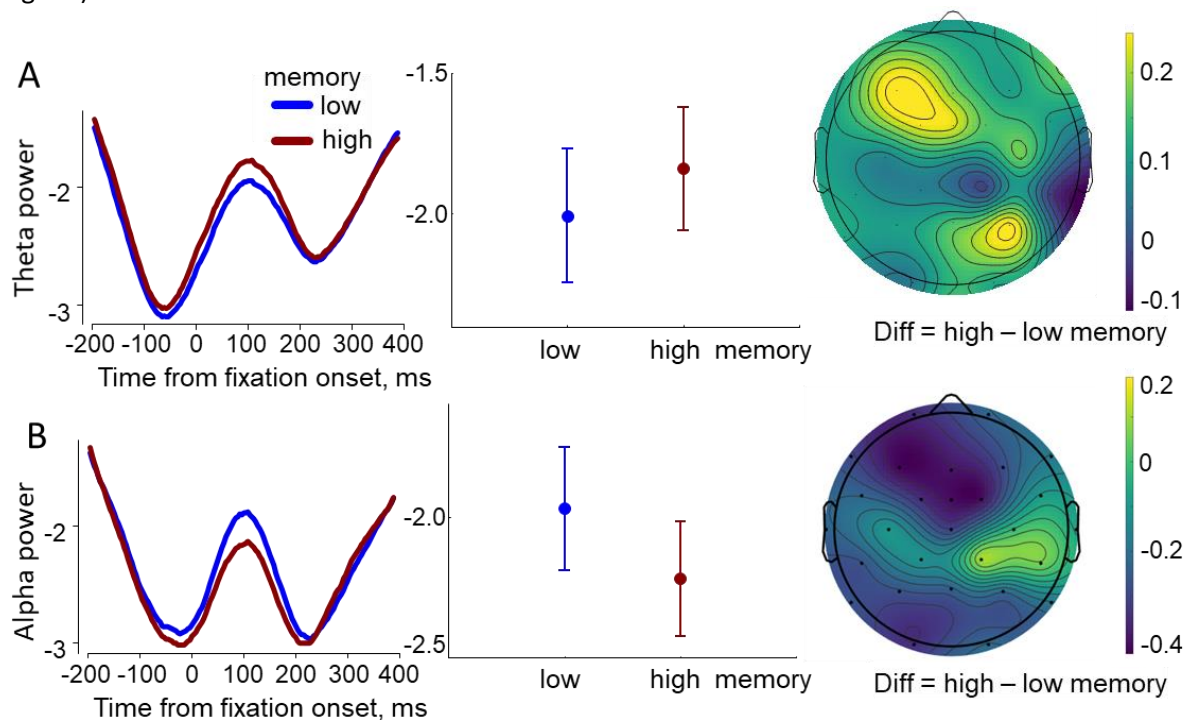 A
memory
low
high
Theta power
-2
-3
-200 -100 0 100 200 300 400
Time from fixation onset, ms
-1.5
-2.0
low high memory
0.2
0.1
0
-0.1
Diff = high – low memory
B
Alpha power
-2
-3
-200 -100 0 100 200 300 400
Time from fixation onset, ms
-2.0
-2.5
low high memory
0.2
0
-0.2
-0.4
Diff = high – low memory